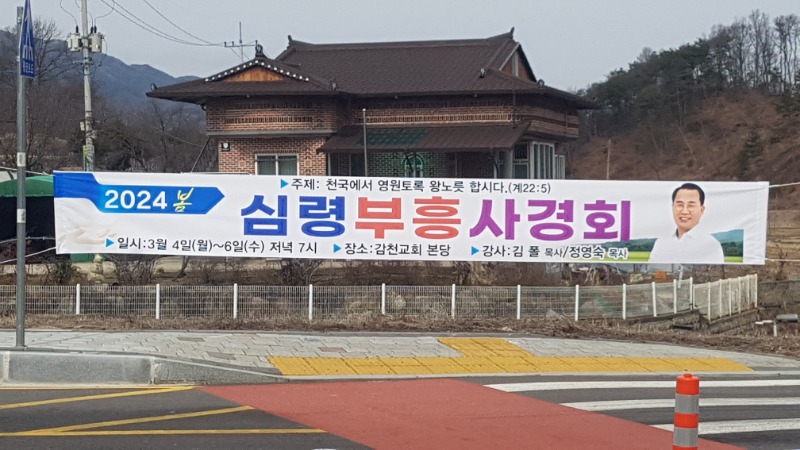 ▶주제: 천국에서 영원토록 왕노릇 합시다.(계22:5)
2024 봄
심령부흥사경회
▶일시:3월 4일(월)~6일(수) 저녁 7시 ▶장소:감천교회 본당 ▶강사:김 폴 목사/정영숙 목사